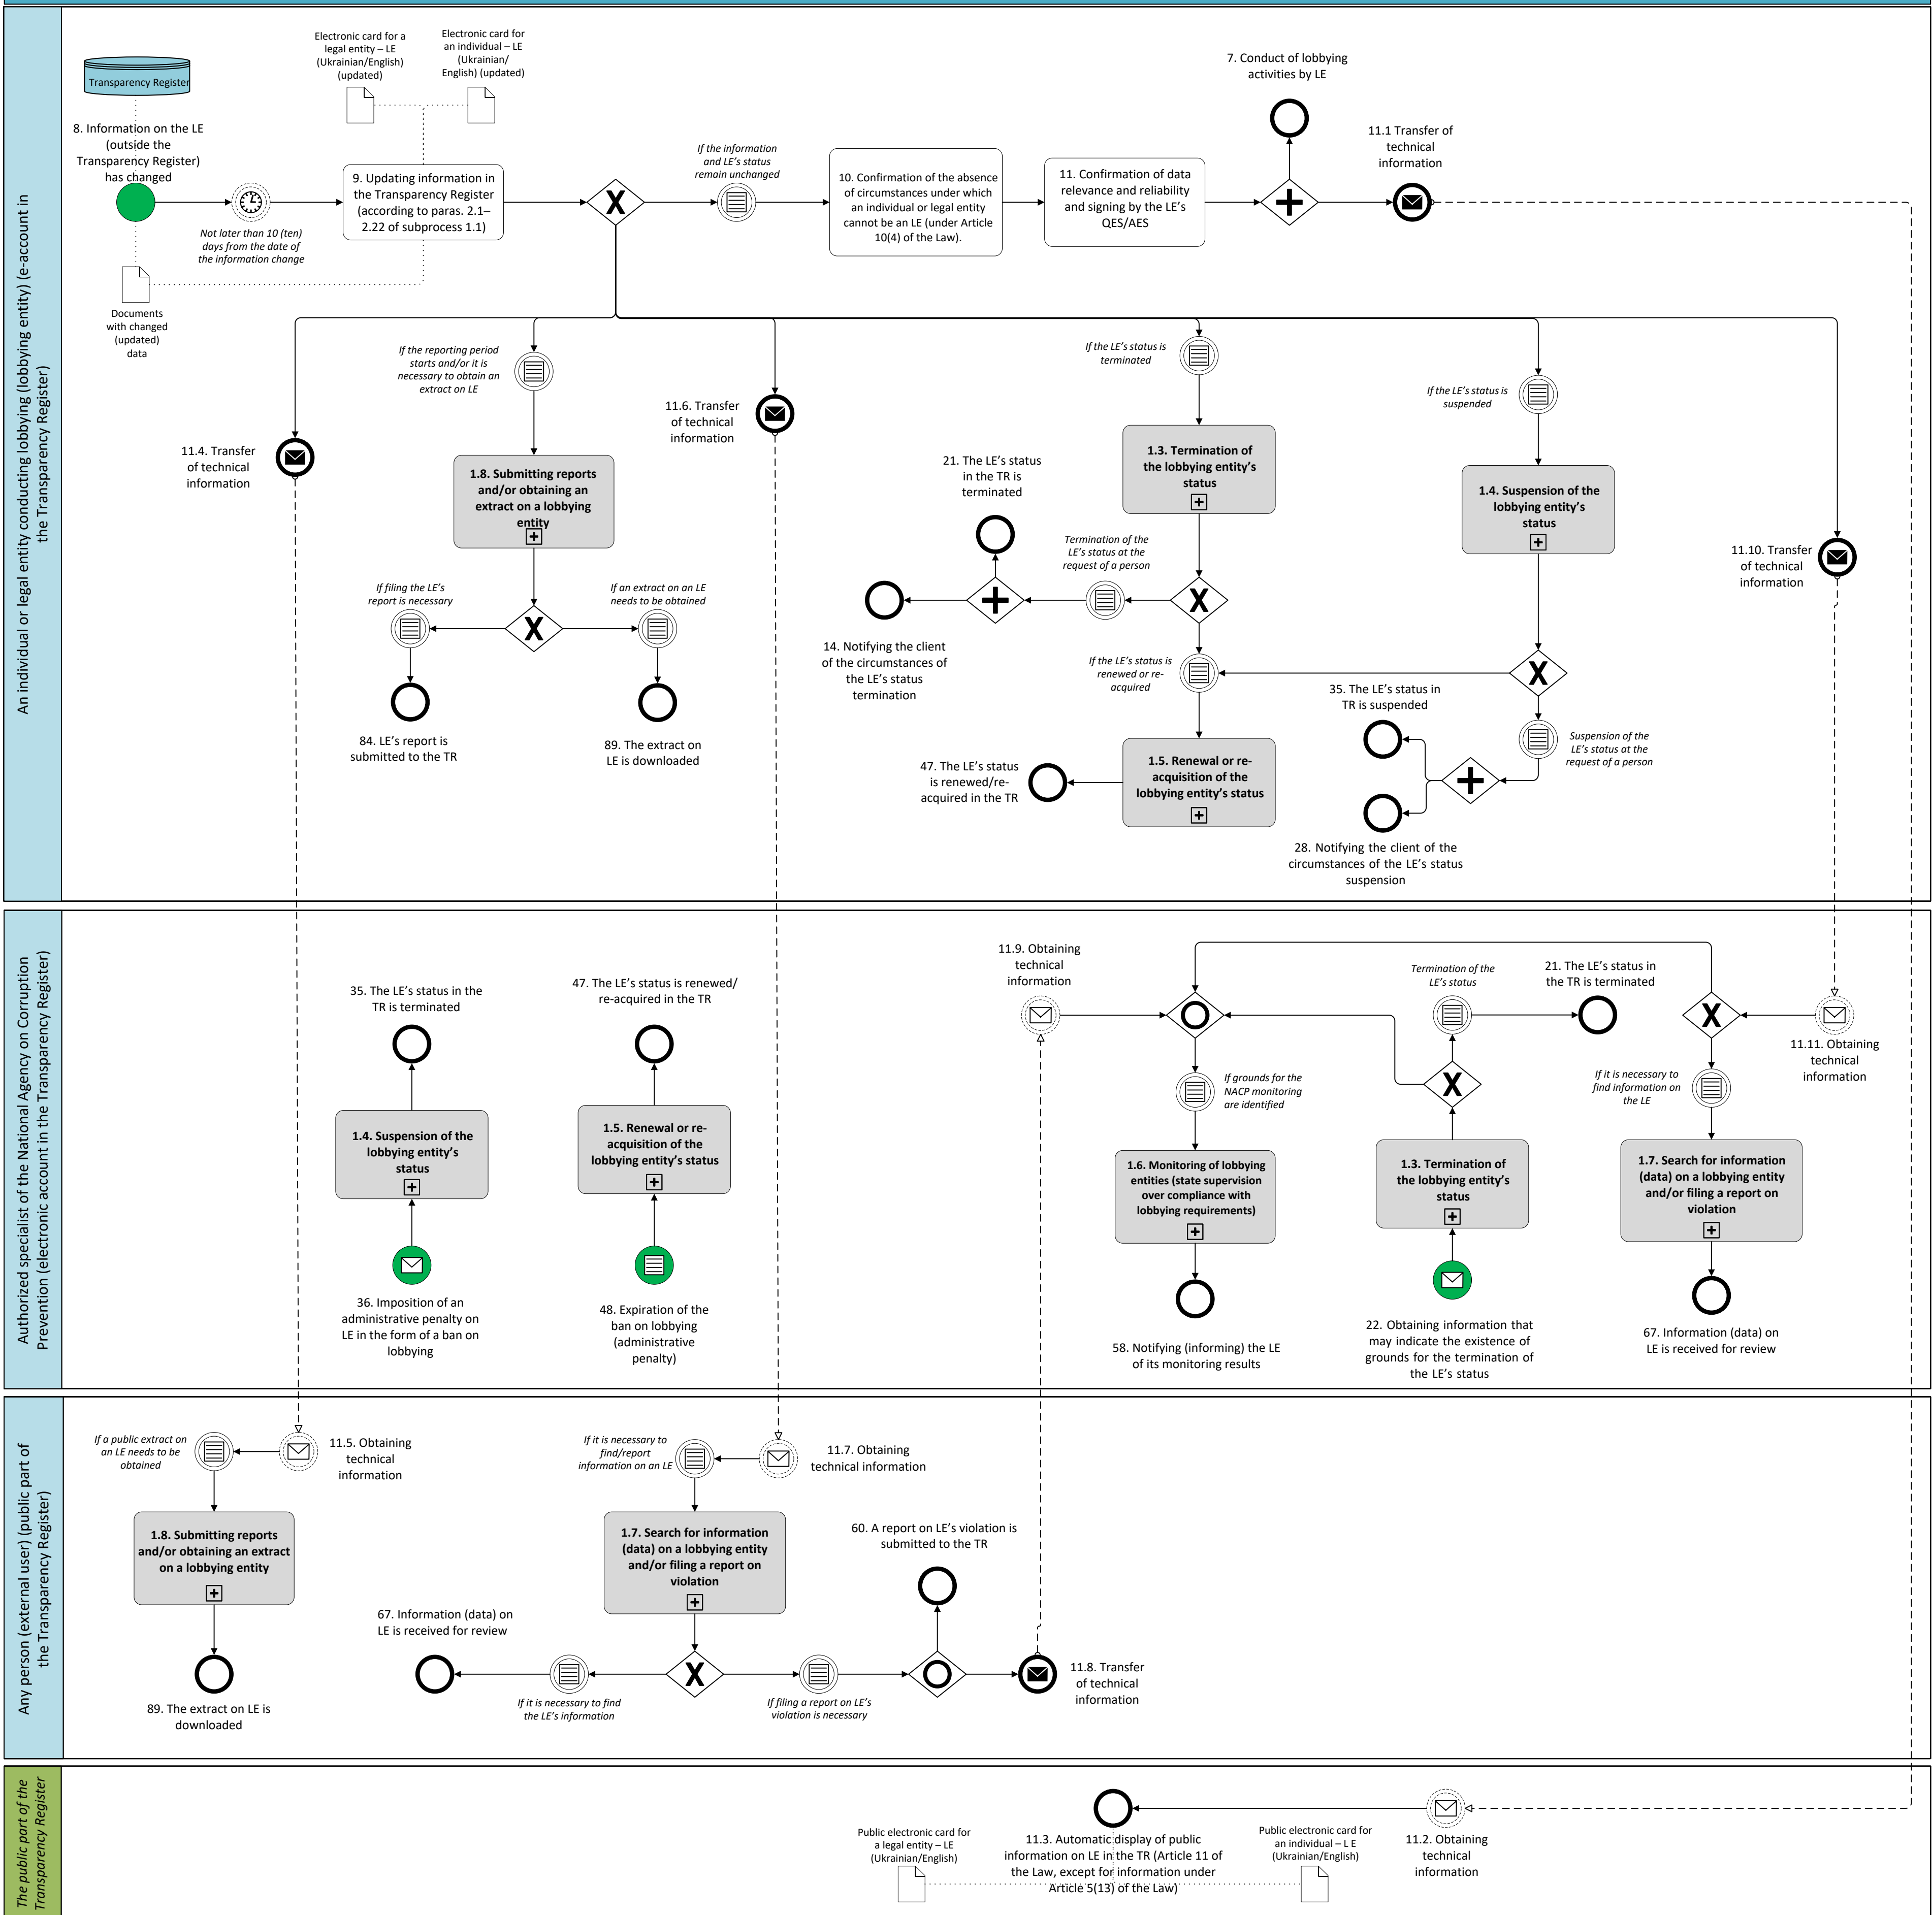 An individual or legal entity conducting lobbying (lobbying entity) (e-account in
the Transparency Register)
Transparency Register
8. Information on the LE
(outside the
Transparency Register)
has changed
Electronic card for a
legal entity – LE
(Ukrainian/English)
(updated)
Electronic card for
an individual – LE
(Ukrainian/
English) (updated)
Not later than 10 (ten)
days from the date of
the information change
Documents
with changed
(updated)
data
9. Updating information in
the Transparency Register
(according to paras. 2.1–
2.22 of subprocess 1.1)
X
If the information
and LE's status
remain unchanged
10. Confirmation of the absence
of circumstances under which
an individual or legal entity
cannot be an LE (under Article
10(4) of the Law).
11. Confirmation of data
relevance and reliability
and signing by the LE's
QES/AES
7. Conduct of lobbying
activities by LE
11.1 Transfer of
technical
information
11.4. Transfer
of technical
information
If the reporting period
starts and/or it is
necessary to obtain an
extract on LE
1.8. Submitting reports
and/or obtaining an
extract on a lobbying
entity
If filing the LE's
report is necessary
If an extract on an LE
needs to be obtained
X
84. LE's report is
submitted to the TR
89. The extract on
LE is downloaded
11.6. Transfer
of technical
information
If the LE's status is
terminated
1.3. Termination of
the lobbying entity's
status
21. The LE's status
in the TR is
terminated
Termination of the
LE's status at the
request of a person
X
14. Notifying the client
of the circumstances of
the LE's status
termination
If the LE's status is
renewed or re-
acquired
47. The LE's status
is renewed/re-
acquired in the TR
1.5. Renewal or re-
acquisition of the
lobbying entity's status
If the LE's status is
suspended
1.4. Suspension of the
lobbying entity's
status
X
35. The LE's status in
TR is suspended
Suspension of the
LE's status at the
request of a person
28. Notifying the client of the
circumstances of the LE's status
suspension
11.10. Transfer
of technical
information
Authorized specialist of the National Agency on Corruption
Prevention (electronic account in the Transparency Register)
35. The LE's status in the
TR is terminated
1.4. Suspension of the
lobbying entity's
status
36. Imposition of an
administrative penalty on
LE in the form of a ban on
lobbying
47. The LE's status is renewed/
re-acquired in the TR
1.5. Renewal or re-
acquisition of the
lobbying entity's status
48. Expiration of the
ban on lobbying
(administrative
penalty)
11.9. Obtaining
technical
information
If grounds for the
NACP monitoring
are identified
1.6. Monitoring of lobbying
entities (state supervision
over compliance with
lobbying requirements)
58. Notifying (informing) the LE
of its monitoring results
Termination of the
LE's status
21. The LE's status in
the TR is terminated
X
1.3. Termination of
the lobbying entity's
status
22. Obtaining information that
may indicate the existence of
grounds for the termination of
the LE's status
X
11.11. Obtaining
technical
information
If it is necessary to
find information on
the LE
1.7. Search for information
(data) on a lobbying entity
and/or filing a report on
violation
67. Information (data) on
LE is received for review
Any person (external user) (public part of
the Transparency Register)
If a public extract on
an LE needs to be
obtained
11.5. Obtaining
technical
information
1.8. Submitting reports
and/or obtaining an extract
on a lobbying entity
89. The extract on LE is
downloaded
If it is necessary to
find/report
information on an LE
11.7. Obtaining
technical information
1.7. Search for information
(data) on a lobbying entity
and/or filing a report on
violation
67. Information (data) on
LE is received for review
If it is necessary to find
the LE's information
X
If filing a report on LE's
violation is necessary
60. A report on LE's violation is
submitted to the TR
11.8. Transfer
of technical
information
The public part of the
Transparency Register
Public electronic card for
a legal entity – LE
(Ukrainian/English)
11.3. Automatic display of public
information on LE in the TR (Article 11 of
the Law, except for information under
Article 5(13) of the Law)
Public electronic card for
an individual – L E
(Ukrainian/English)
11.2. Obtaining
technical
information